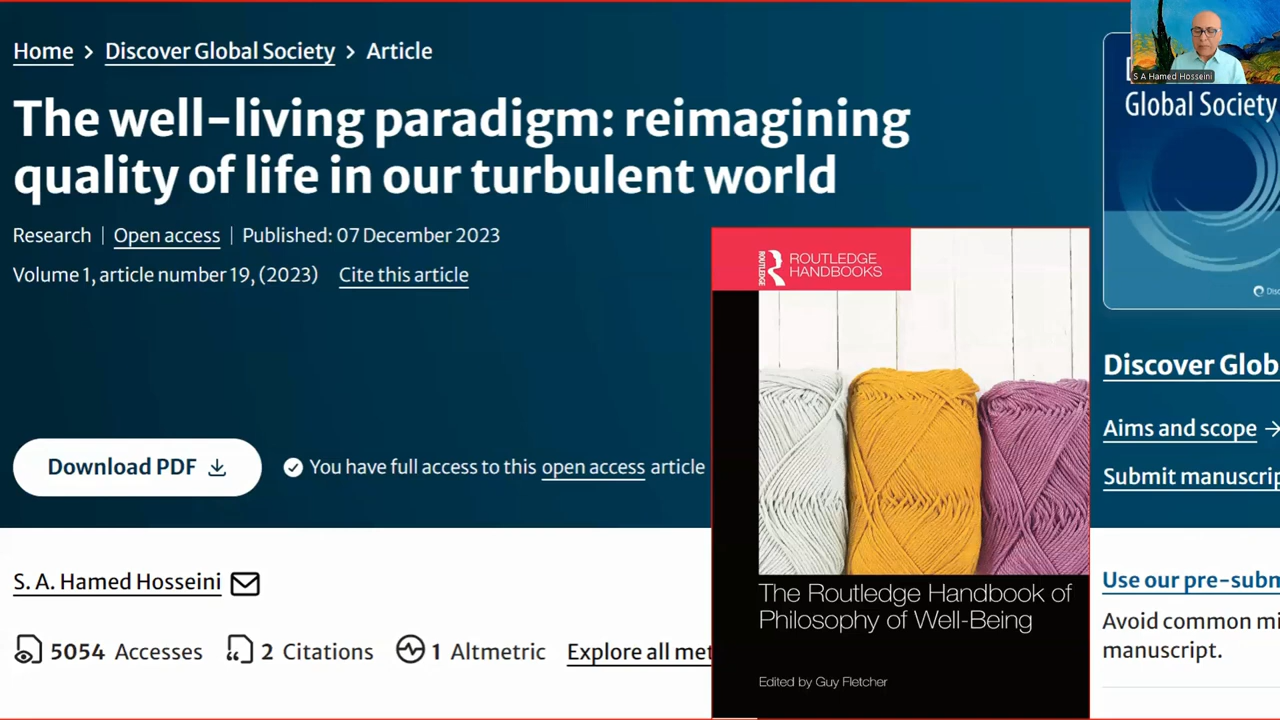 Home > Discover Global Society > Article
The well-living paradigm: reimagining
quality of life in our turbulent world
Research | Open access | Published: 07 December 2023
Volume 1, article number 19, (2023) Cite this article
Download PDF
You have full access to this open access article
S. A. Hamed Hosseini
5054 Accesses 2 Citations 1 Altmetric Explore all met
ROUTLEDGE
ROUTLEDGE
HANDBOOKS
The Routledge Handbook of
Philosophy of Well-Being
Edited by Guy Fletcher
S A Hamed Hosseini
Global Society
Discover Glob
Aims and scope
Submit manuscrip
Use our pre-subm
Avoid common mi
manuscript.